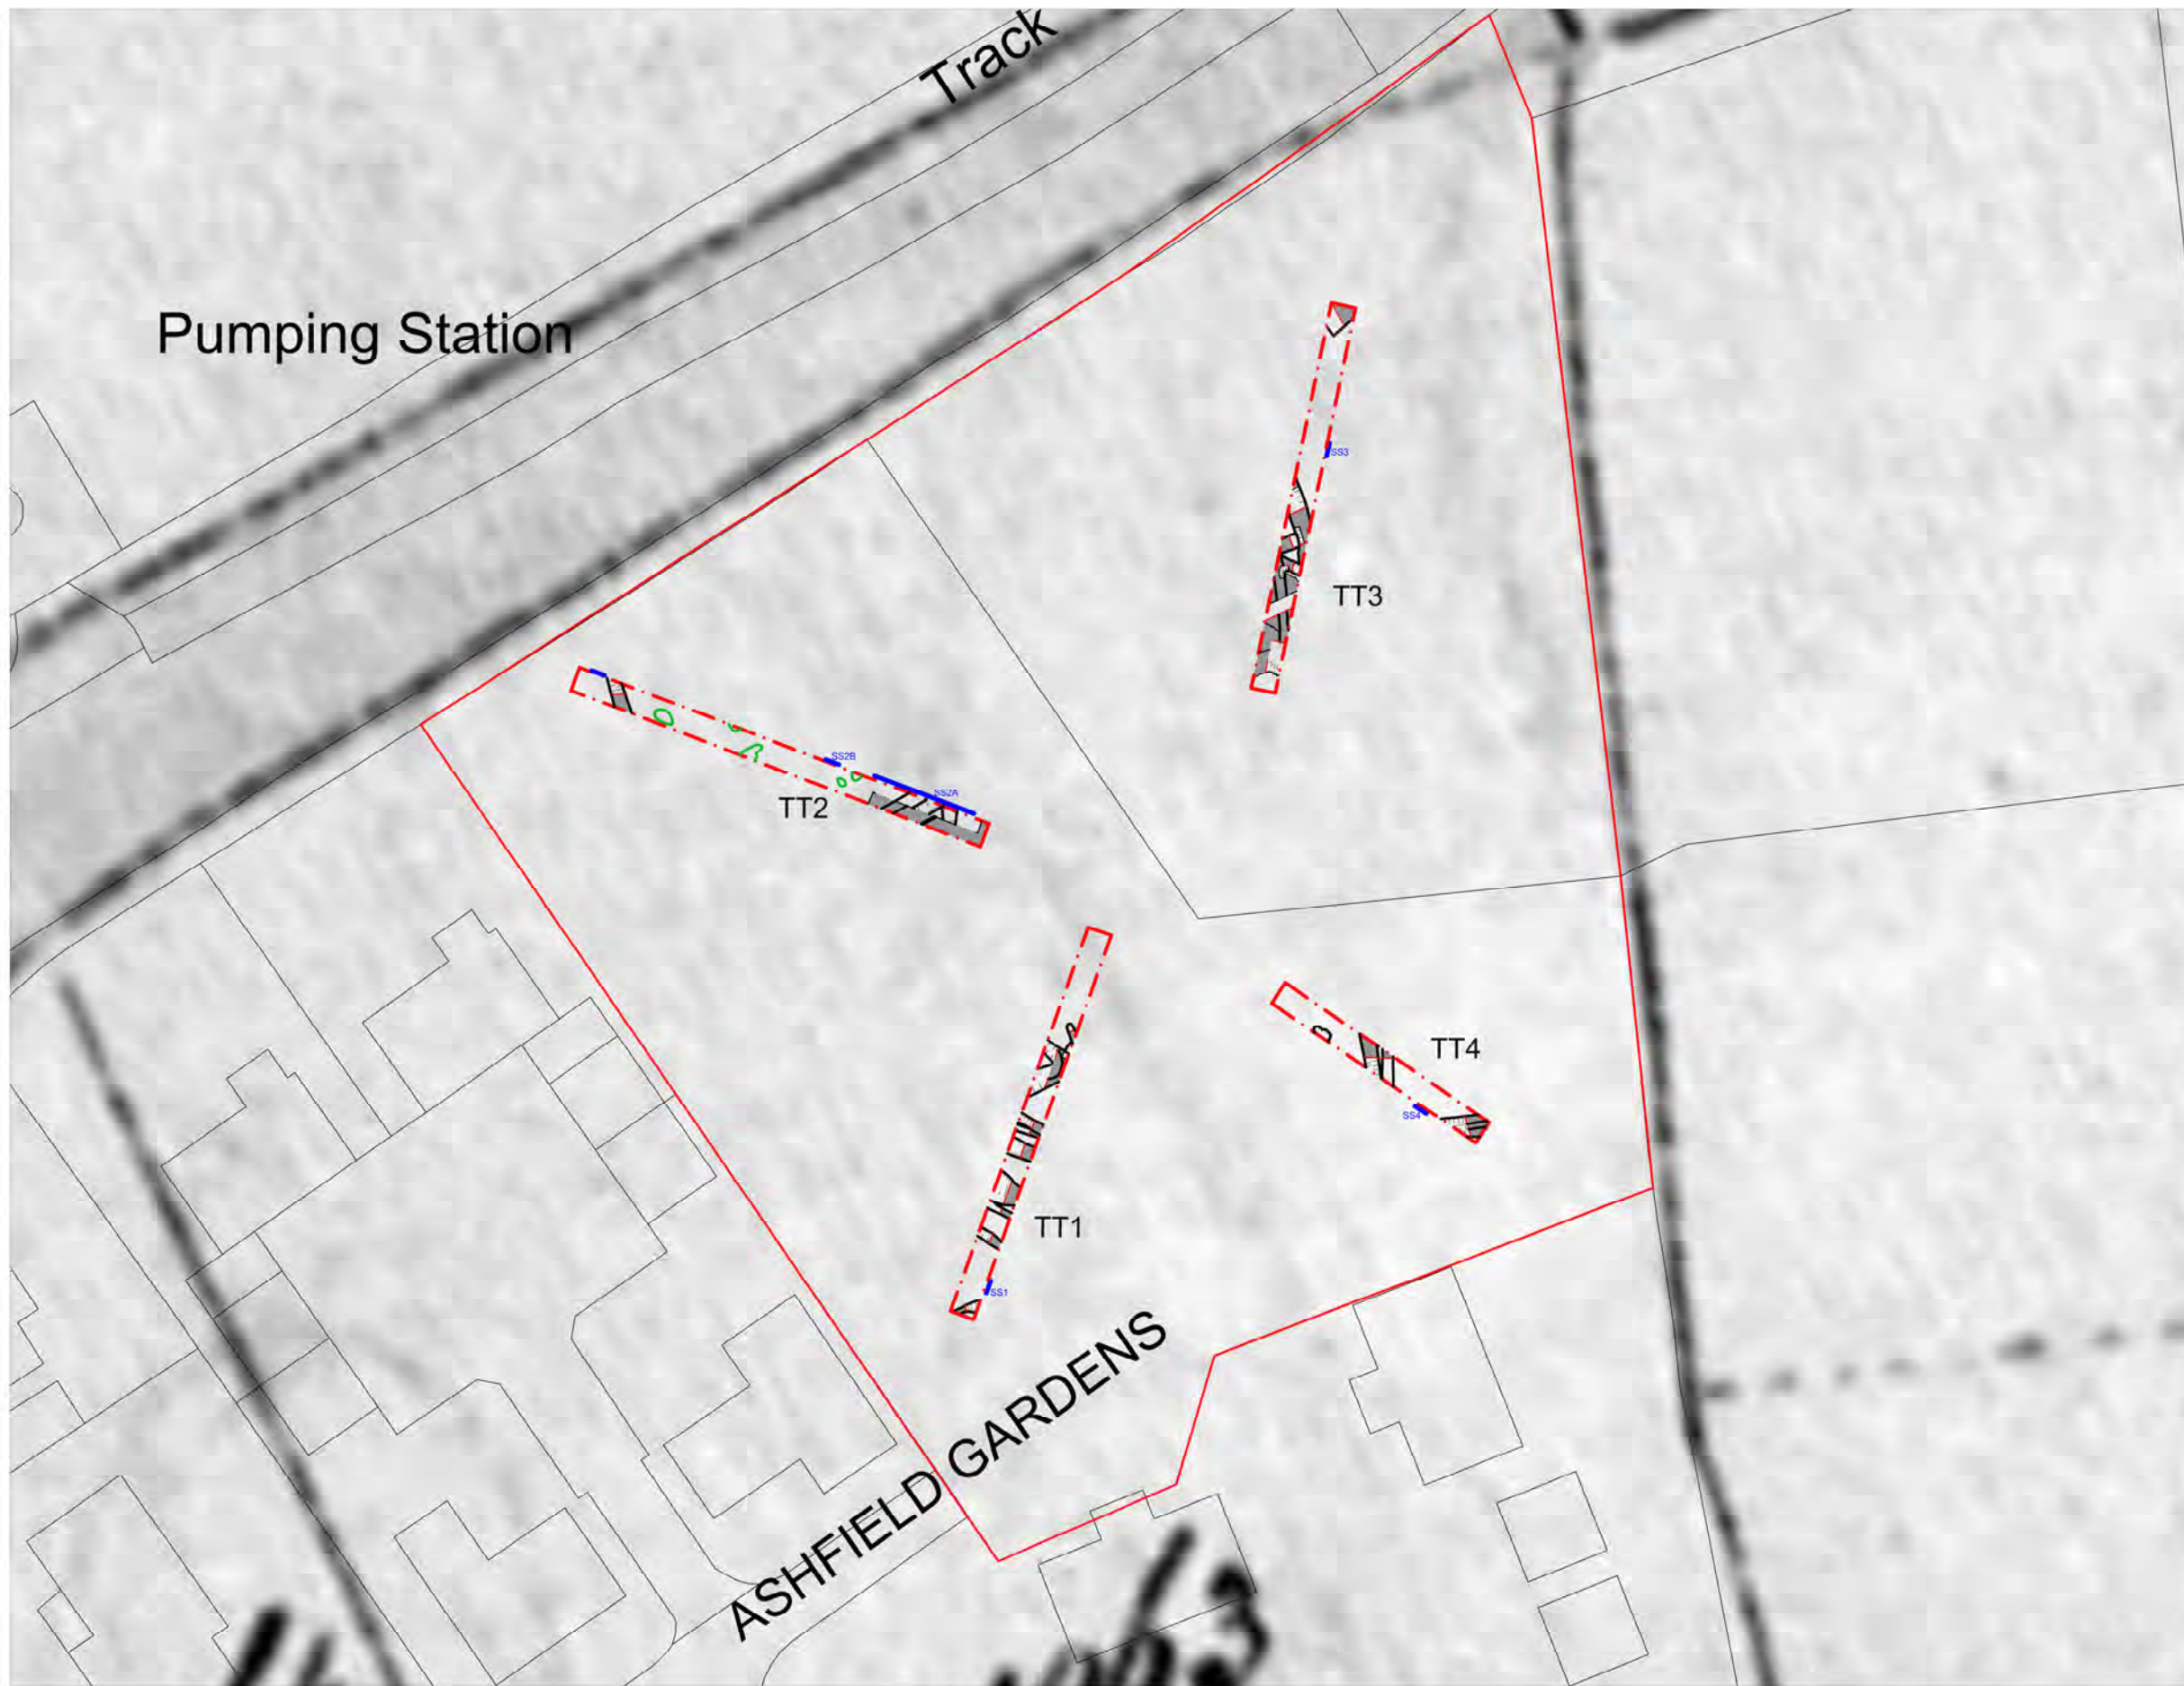 Track
Pumping Station
SS3
TT3
SS2B
SS2A
TT2
TT4
SS4
TT1
SS1
ASHFIELD GARDENS